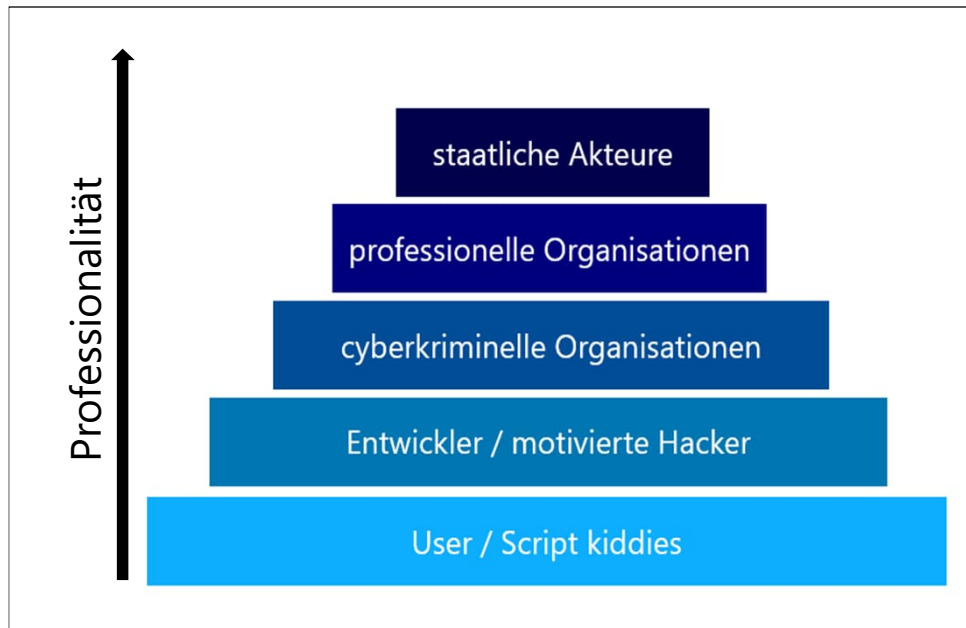 Professionalität
staatliche Akteure
professionelle Organisationen
cyberkriminelle Organisationen
Entwickler / motivierte Hacker
User / Script kiddies